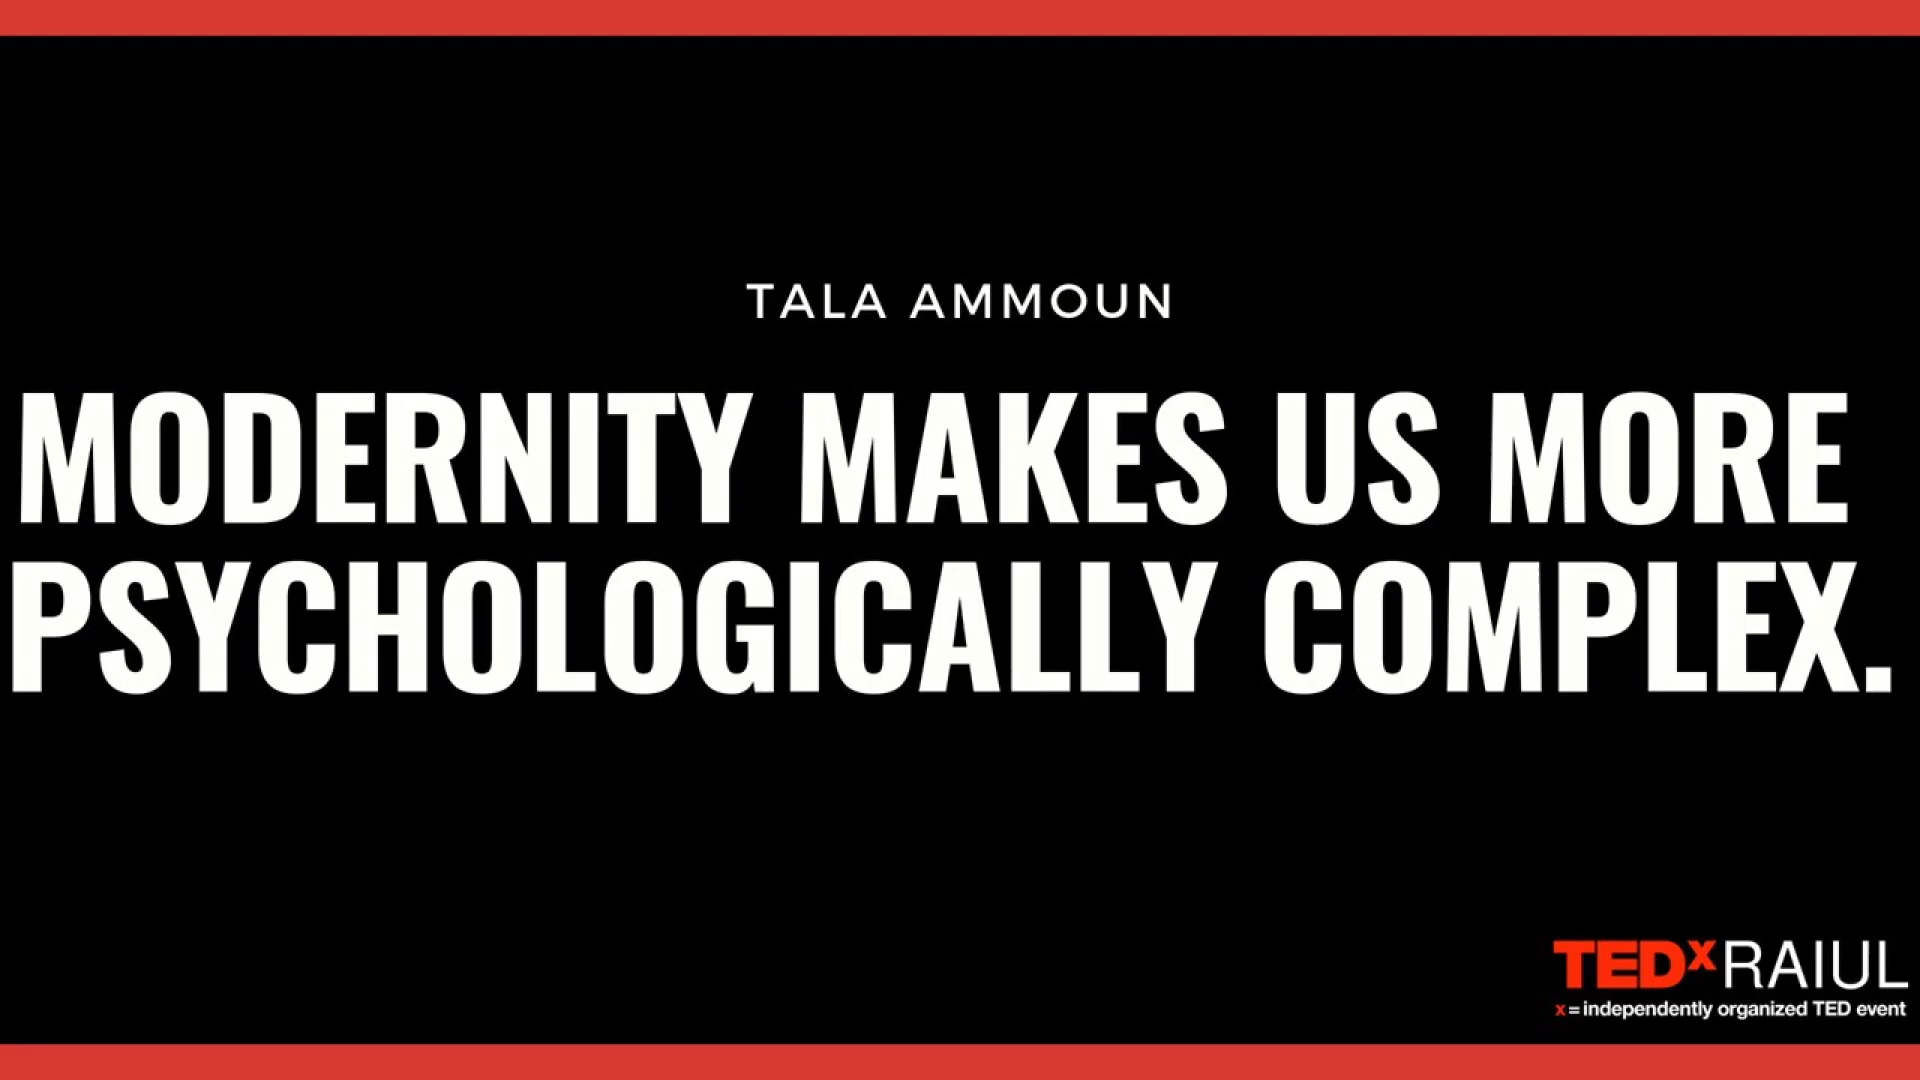 TALA AMMOUN
MODERNITY MAKES US MORE
PSYCHOLOGICALLY COMPLEX.
TEDxRAIUL
x = independently organized TED event